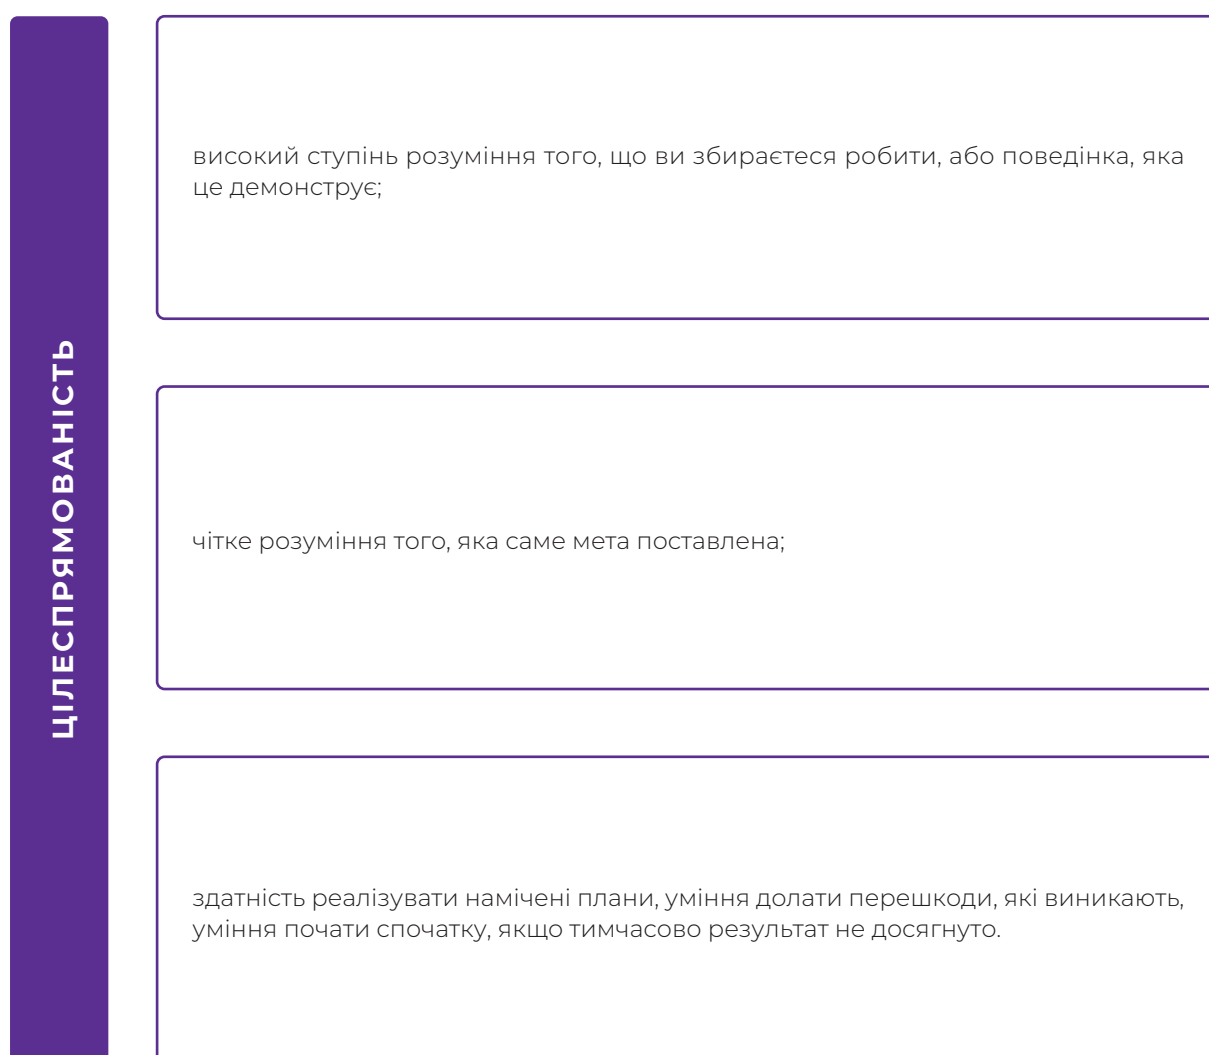 ЦІЛЕСПРЯМОВАНІСТЬ
високий ступінь розуміння того, що ви збираєтеся робити, або поведінка, яка
це демонструє;
чітке розуміння того, яка саме мета поставлена;
здатність реалізувати намічені плани, уміння долати перешкоди, які виникають,
уміння почати спочатку, якщо тимчасово результат не досягнуто.